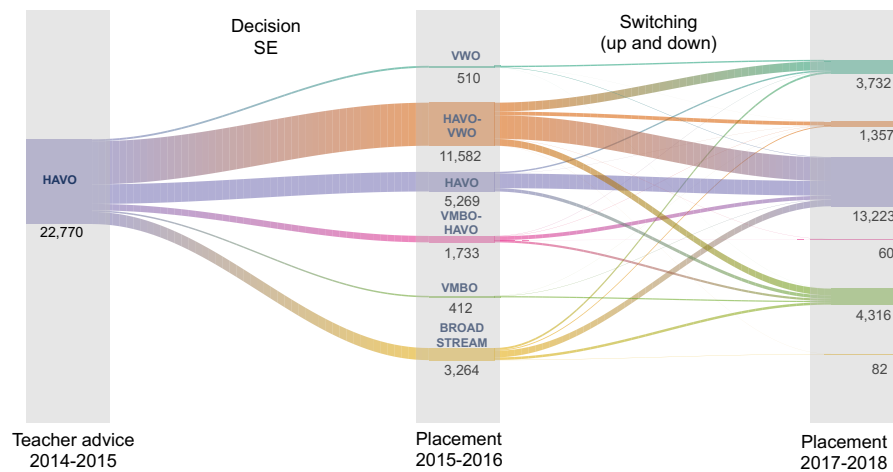 Decision
SE
Switching
(up and down)
HAVO
22,770
VWO
510
HAVO-
VWO
11,582
HAVO
5,269
VMBO-
HAVO
1,733
VMBO
412
BROAD
STREAM
3,264
3,732
1,357
13,223
60
4,316
82
Teacher advice
2014-2015
Placement
2015-2016
Placement
2017-2018